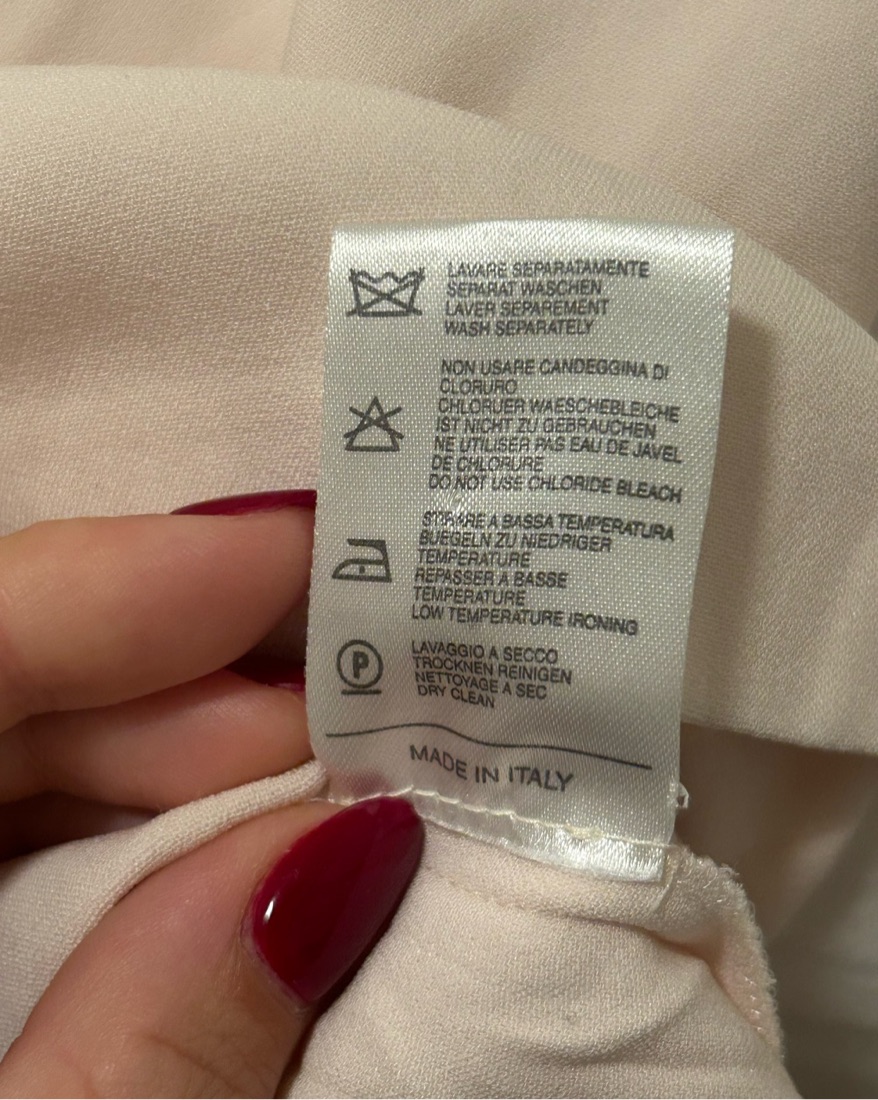 LAVARE SEPARATAMENTE
SEPARAT WASCHEN
LAVER SEPAREMENT
WASH SEPARATELY
NON USARE CANDEGGINA DI
CLORURO
CHLORUER WAESCHEBLEICHE
IST NICHT ZU GEBRAUCHEN
NE UTILISER PAS EAU DE JAVEL
DE CHLORURE
DO NOT USE CHLORIDE BLEACH
STIRARE A BASSA TEMPERATURA
BUEGELN ZU NIEDRIGER
TEMPERATURE
REPASSER A BASSE
TEMPERATURE
LOW TEMPERATURE IRONING
P
LAVAGGIO A SECCO
TROCKNEN REINIGEN
NETTOYAGE A SEC
DRY CLEAN
MADE IN ITALY